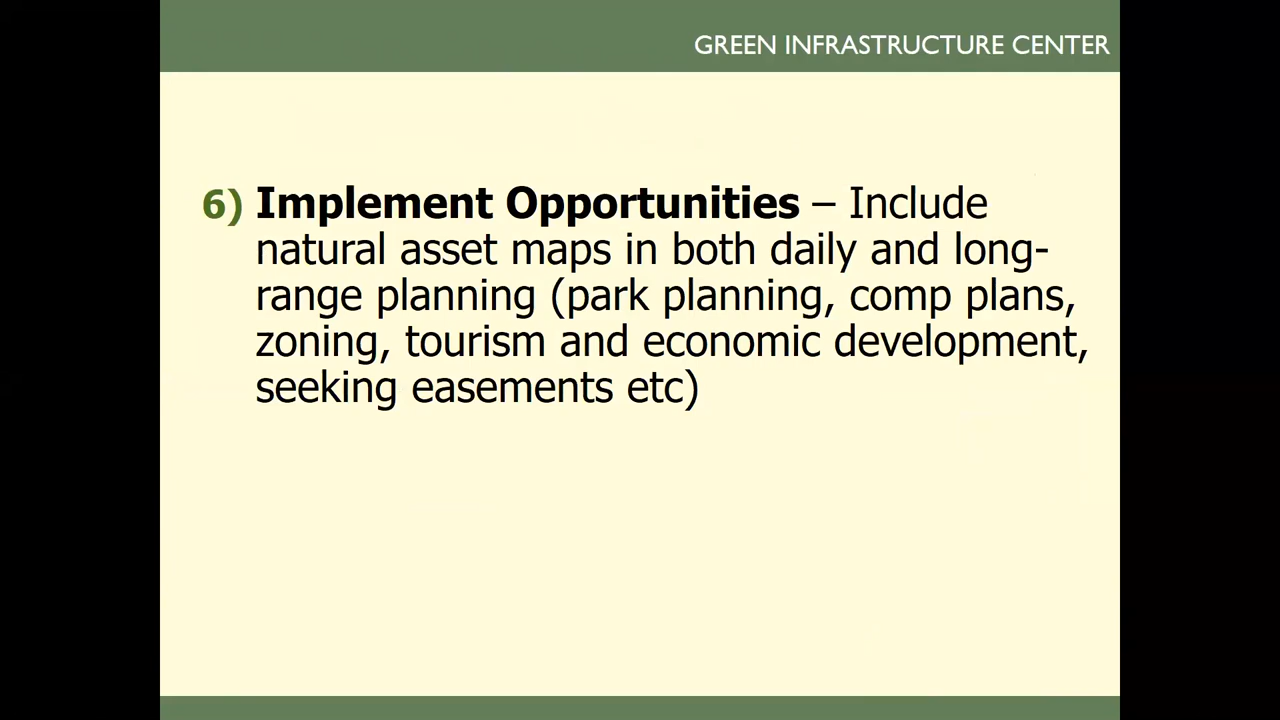 GREEN INFRASTRUCTURE CENTER
6) Implement Opportunities – Include
natural asset maps in both daily and long-
range planning (park planning, comp plans,
zoning, tourism and economic development,
seeking easements etc)